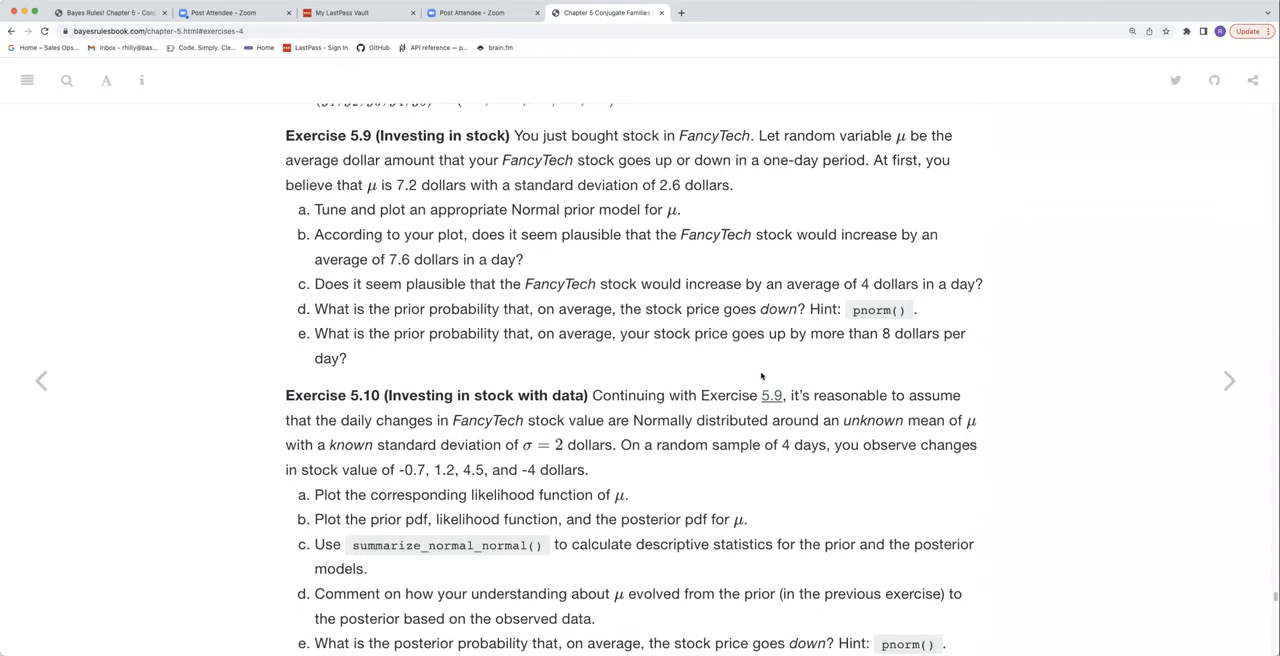 Bayes Rules! Chapter 5 - Con
Post Attendee - Zoom
My LastPass Vault
Post Attendee - Zoom
Chapter 5 Conjugate Families
bayesrulesbook.com/chapter-5.html#exercises-4
Update
Home - Sales Ops...
Inbox - rhilly@bas...
Code. Simply. Cle...
Home
LastPass - Sign In
GitHub
API reference — p...
brain.fm
Exercise 5.9 (Investing in stock) You just bought stock in FancyTech. Let random variable μ be the
average dollar amount that your FancyTech stock goes up or down in a one-day period. At first, you
believe that μ is 7.2 dollars with a standard deviation of 2.6 dollars.
a. Tune and plot an appropriate Normal prior model for μ.
b. According to your plot, does it seem plausible that the FancyTech stock would increase by an
average of 7.6 dollars in a day?
c. Does it seem plausible that the FancyTech stock would increase by an average of 4 dollars in a day?
d. What is the prior probability that, on average, the stock price goes down? Hint: pnorm() .
e. What is the prior probability that, on average, your stock price goes up by more than 8 dollars per
day?
Exercise 5.10 (Investing in stock with data) Continuing with Exercise 5.9, it's reasonable to assume
that the daily changes in FancyTech stock value are Normally distributed around an unknown mean of μ
with a known standard deviation of σ = 2 dollars. On a random sample of 4 days, you observe changes
in stock value of -0.7, 1.2, 4.5, and -4 dollars.
a. Plot the corresponding likelihood function of μ.
b. Plot the prior pdf, likelihood function, and the posterior pdf for μ.
c. Use summarize_normal_normal() to calculate descriptive statistics for the prior and the posterior
models.
d. Comment on how your understanding about μ evolved from the prior (in the previous exercise) to
the posterior based on the observed data.
e. What is the posterior probability that, on average, the stock price goes down? Hint: pnorm() .